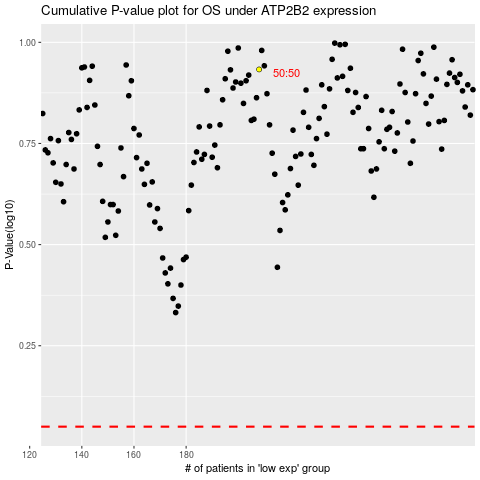 Cumulative P-value plot for OS under ATP2B2 expression
1.00
50:50
0.75
P-Value(log10)
0.50
0.25
120 140 160 180
# of patients in 'low exp' group